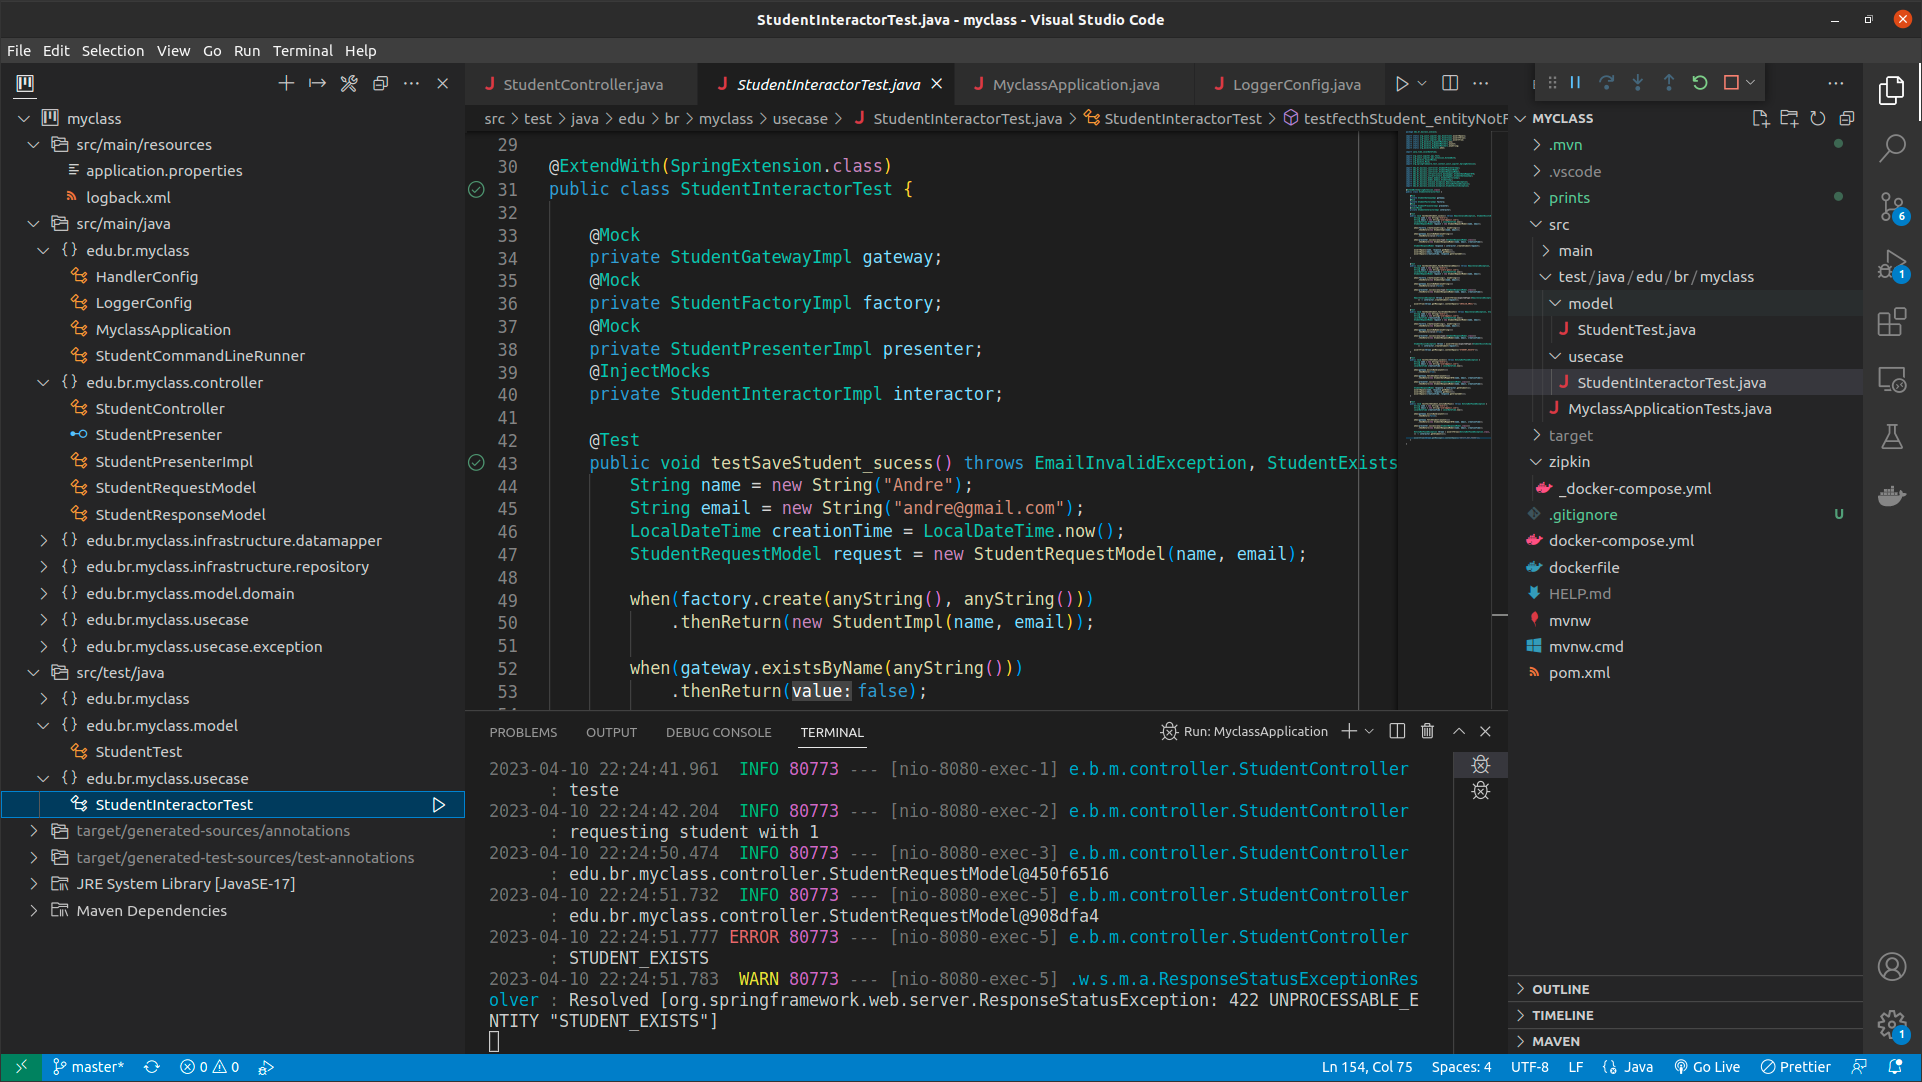 StudentInteractorTest.java - myclass - Visual Studio Code
File Edit Selection View Go Run Terminal Help
myclass
src/main/resources
application.properties
logback.xml
src/main/java
{} edu.br.myclass
HandlerConfig
LoggerConfig
MyclassApplication
StudentCommandLineRunner
{} edu.br.myclass.controller
StudentController
StudentPresenter
StudentPresenterImpl
StudentRequestModel
StudentResponseModel
{} edu.br.myclass.infrastructure.datamapper
{} edu.br.myclass.infrastructure.repository
{} edu.br.myclass.model.domain
{} edu.br.myclass.usecase
{} edu.br.myclass.usecase.exception
src/test/java
{} edu.br.myclass
{} edu.br.myclass.model
StudentTest
{} edu.br.myclass.usecase
StudentInteractorTest
target/generated-sources/annotations
target/generated-test-sources/test-annotations
JRE System Library [JavaSE-17]
Maven Dependencies
J StudentController.java J StudentInteractorTest.java J MyclassApplication.java J LoggerConfig.java
src > test > java > edu > br > myclass > usecase > J StudentInteractorTest.java > StudentInteractorTest > testfecthStudent_entityNotF
29
30 @ExtendWith(SpringExtension.class)
31 public class StudentInteractorTest {
32
33 @Mock
34 private StudentGatewayImpl gateway;
35 @Mock
36 private StudentFactoryImpl factory;
37 @Mock
38 private StudentPresenterImpl presenter;
39 @InjectMocks
40 private StudentInteractorImpl interactor;
41
42 @Test
43 public void testSaveStudent_sucess() throws EmailInvalidException, StudentExists
44 String name = new String("Andre");
45 String email = new String("andre@gmail.com");
46 LocalDateTime creationTime = LocalDateTime.now();
47 StudentRequestModel request = new StudentRequestModel(name, email);
48
49 when(factory.create(anyString(), anyString()))
50 .thenReturn(new StudentImpl(name, email));
51
52 when(gateway.existsByName(anyString()))
53 .thenReturn(value: false);
PROBLEMS OUTPUT DEBUG CONSOLE TERMINAL Run: MyclassApplication
2023-04-10 22:24:41.961 INFO 80773 --- [nio-8080-exec-1] e.b.m.controller.StudentController
: teste
2023-04-10 22:24:42.204 INFO 80773 --- [nio-8080-exec-2] e.b.m.controller.StudentController
: requesting student with 1
2023-04-10 22:24:50.474 INFO 80773 --- [nio-8080-exec-3] e.b.m.controller.StudentController
: edu.br.myclass.controller.StudentRequestModel@450f6516
2023-04-10 22:24:51.732 INFO 80773 --- [nio-8080-exec-5] e.b.m.controller.StudentController
: edu.br.myclass.controller.StudentRequestModel@908dfa4
2023-04-10 22:24:51.777 ERROR 80773 --- [nio-8080-exec-5] e.b.m.controller.StudentController
: STUDENT_EXISTS
2023-04-10 22:24:51.783 WARN 80773 --- [nio-8080-exec-5] .w.s.m.a.ResponseStatusExceptionRes
olver : Resolved [org.springframework.web.server.ResponseStatusException: 422 UNPROCESSABLE_E
NTITY "STUDENT_EXISTS"]
MYCLASS
.mvn
.vscode
prints
src
main
test / java / edu / br / myclass
model
J StudentTest.java
usecase
J StudentInteractorTest.java
J MyclassApplicationTests.java
target
zipkin
_docker-compose.yml
.gitignore U
docker-compose.yml
dockerfile
HELP.md
mvnw
mvnw.cmd
pom.xml
OUTLINE
TIMELINE
MAVEN
6
1
1
master* 0 0 Ln 154, Col 75 Spaces: 4 UTF-8 LF {} Java Go Live Prettier